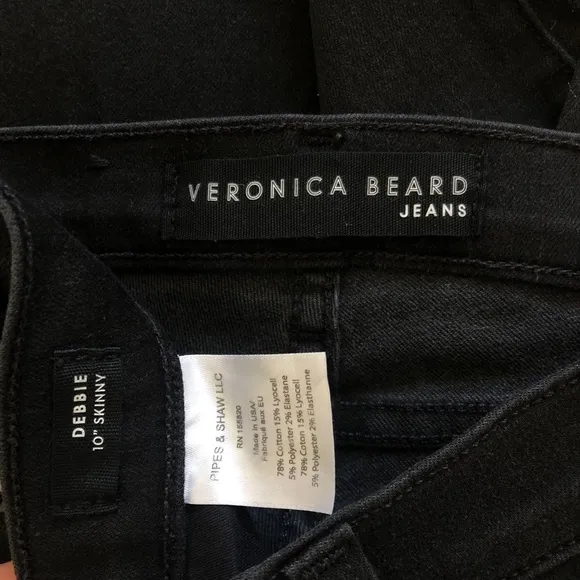 VERONICA BEARD
JEANS
DEBBIE
10" SKINNY
PIPES & SHAW LLC
RN 155820
Made in USA/
Fabrique aux EU
78% Cotton 15% Lyocell
5% Polyester 2% Elastane
78% Coton 15% Lyocell
5% Polyester 2% Elasthanne